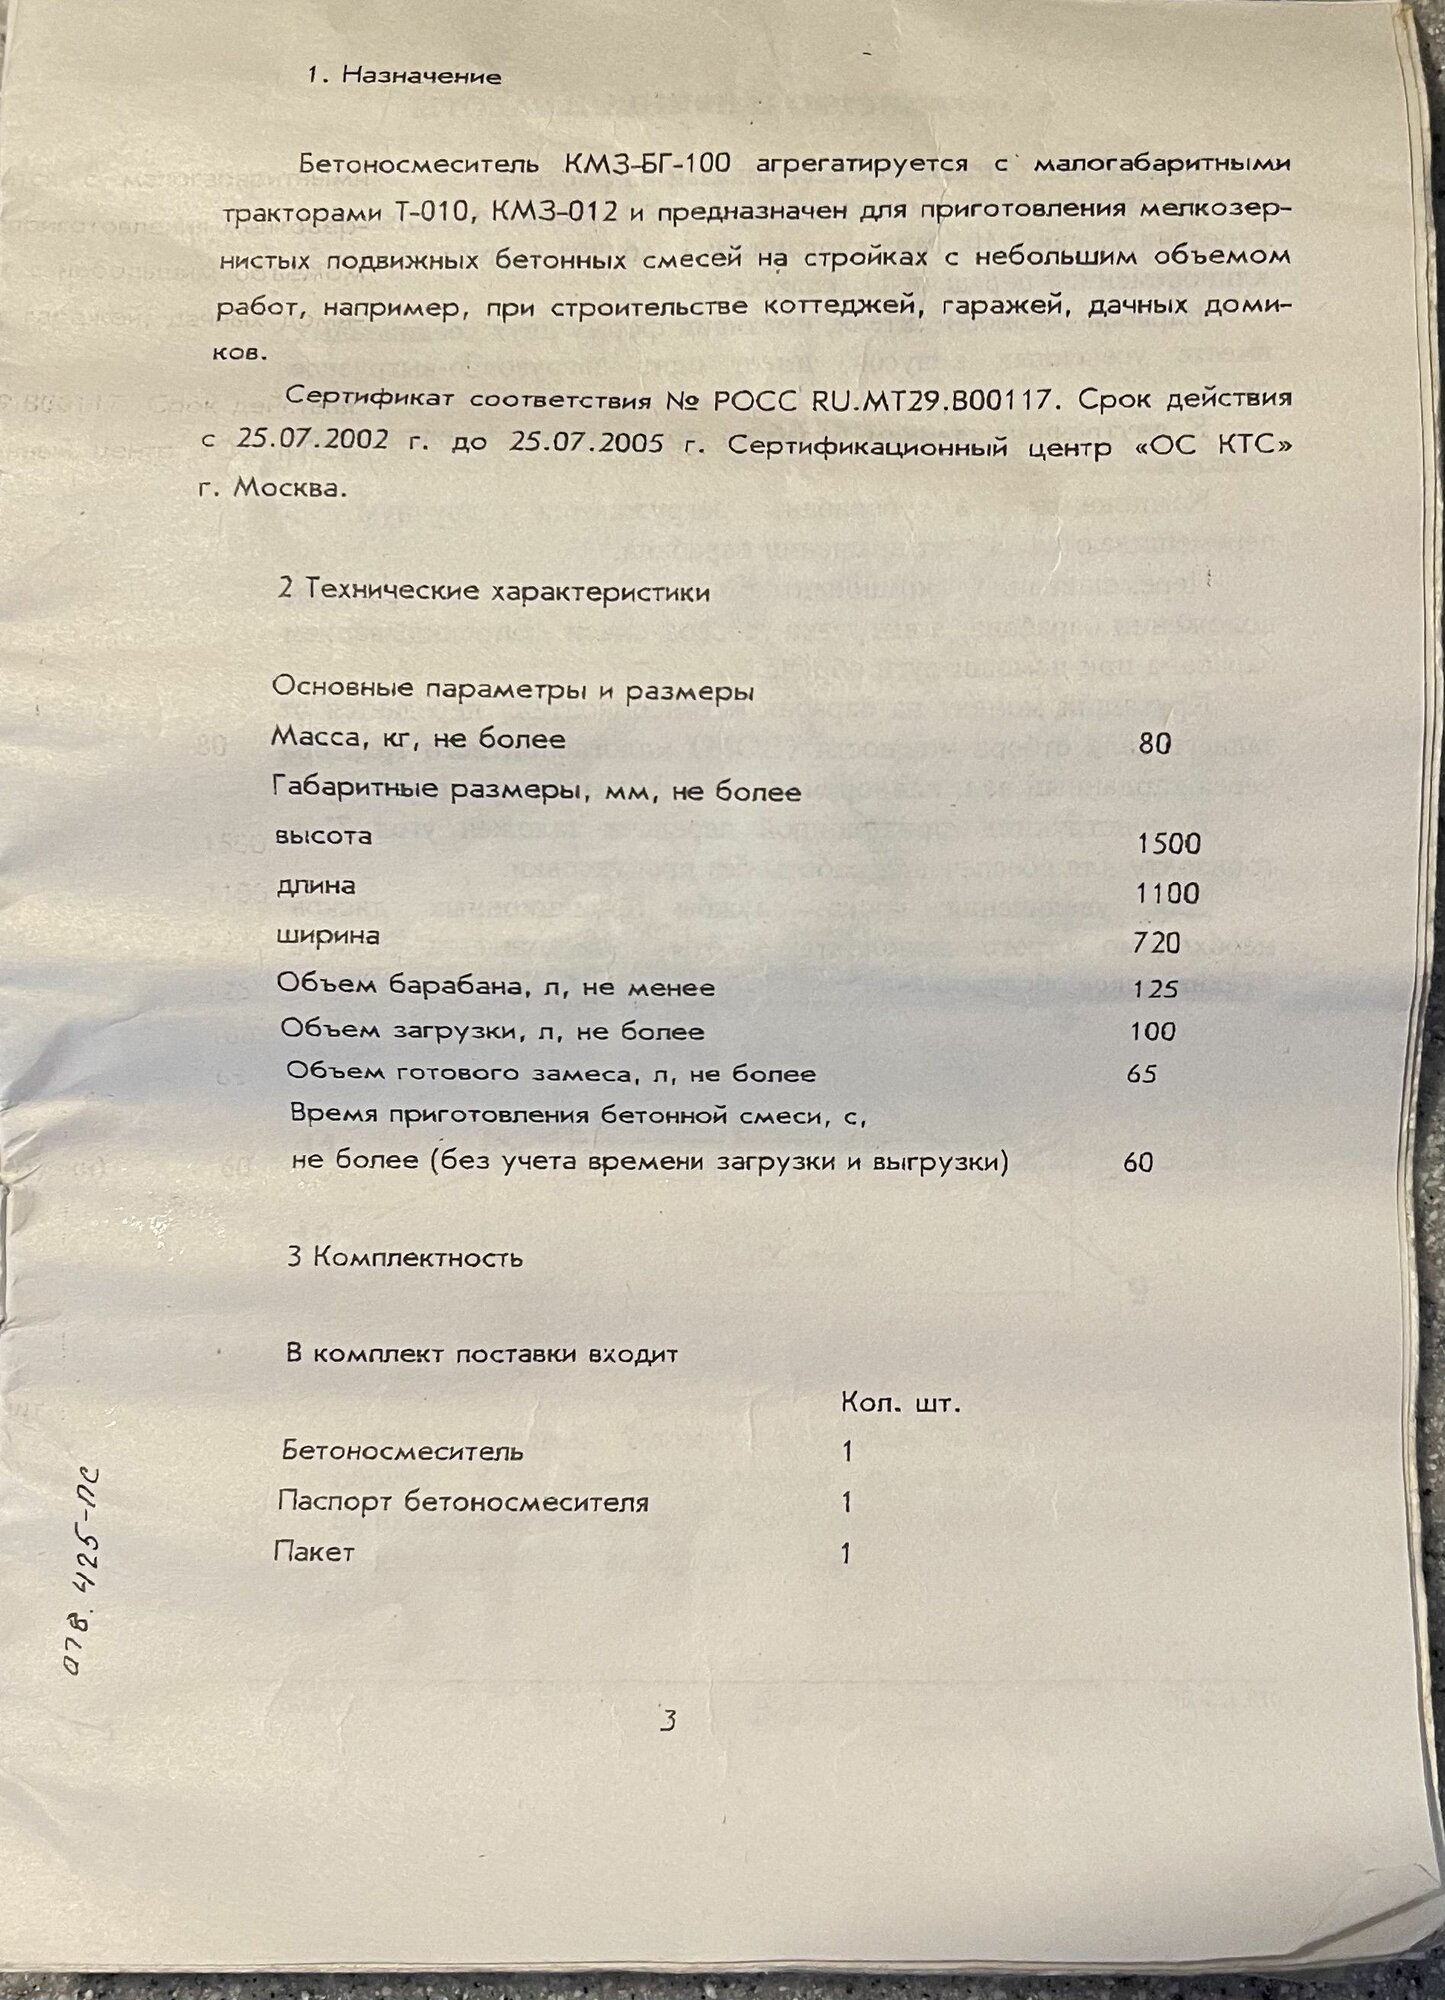 1. Назначение
Бетоносмеситель КМЗ-БГ-100 агрегатируется с малогабаритными
тракторами Т-010, КМЗ-012 и предназначен для приготовления мелкозер-
нистых подвижных бетонных смесей на стройках с небольшим объемом
работ, например, при строительстве коттеджей, гаражей, дачных доми-
ков.
Сертификат соответствия № РОСС RU.МТ29.В00117. Срок действия
с 25.07.2002 г. до 25.07.2005 г. Сертификационный центр «ОС КТС»
г. Москва.
2 Технические характеристики
Основные параметры и размеры
Масса, кг, не более 80
Габаритные размеры, мм, не более
высота 1500
длина 1100
ширина 720
Объем барабана, л, не менее 125
Объем загрузки, л, не более 100
Объем готового замеса, л, не более 65
Время приготовления бетонной смеси, с,
не более (без учета времени загрузки и выгрузки) 60
3 Комплектность
В комплект поставки входит
Кол. шт.
Бетоносмеситель 1
Паспорт бетоносмесителя 1
Пакет 1
425-ПС
3